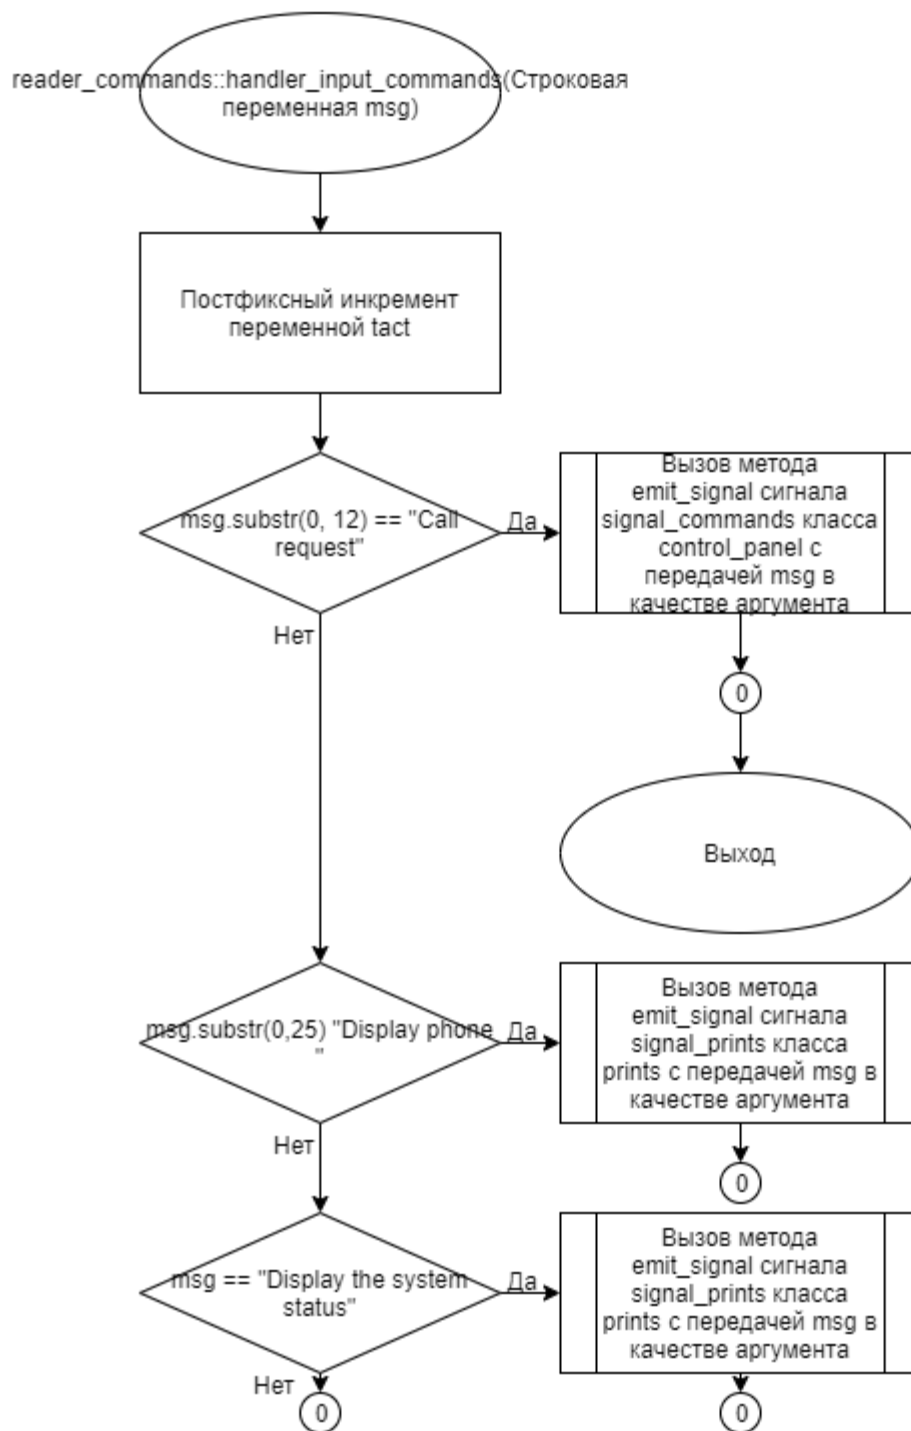 reader_commands::handler_input_commands(Строковая
переменная msg)
Постфиксный инкремент
переменной tact
msg.substr(0, 12) == "Call
request"
Да
Вызов метода
emit_signal сигнала
signal_commands класса
control_panel с
передачей msg в
качестве аргумента
Нет
0
Выход
msg.substr(0,25) "Display phone
"
Да
Вызов метода
emit_signal сигнала
signal_prints класса
prints с передачей msg в
качестве аргумента
Нет
0
msg == "Display the system
status"
Да
Вызов метода
emit_signal сигнала
signal_prints класса
prints с передачей msg в
качестве аргумента
Нет
0
0